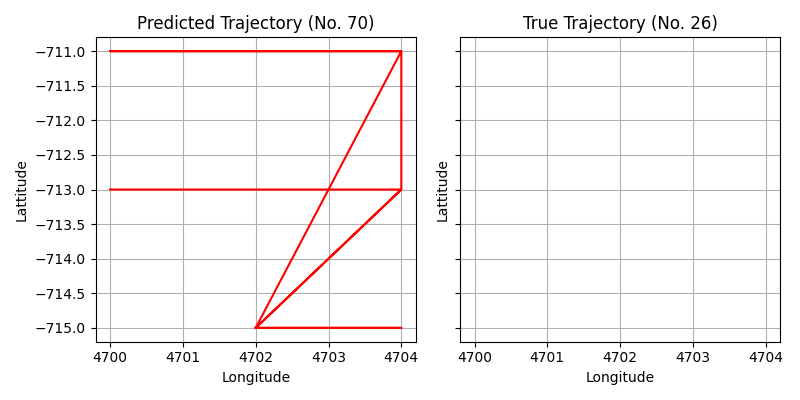 Predicted Trajectory (No. 70)
True Trajectory (No. 26)
−711.0
−711.5
−712.0
−712.5
−713.0
−713.5
−714.0
−714.5
−715.0
Lattitude
Lattitude
4700 4701 4702 4703 4704
4700 4701 4702 4703 4704
Longitude
Longitude